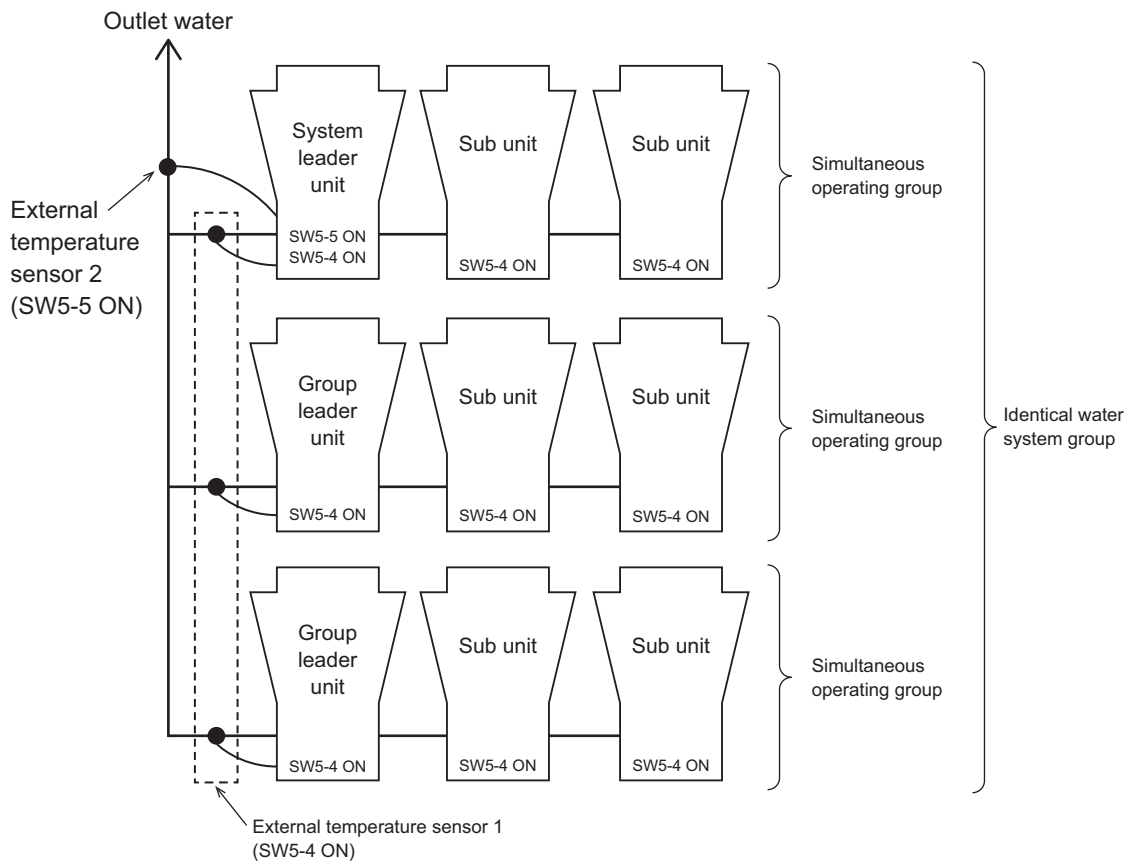 Outlet water
System
leader
unit
SW5-5 ON
SW5-4 ON
Sub unit
SW5-4 ON
Sub unit
SW5-4 ON
Simultaneous
operating group
External
temperature
sensor 2
(SW5-5 ON)
Group
leader
unit
SW5-4 ON
Sub unit
SW5-4 ON
Sub unit
SW5-4 ON
Simultaneous
operating group
Identical water
system group
Group
leader
unit
SW5-4 ON
Sub unit
SW5-4 ON
Sub unit
SW5-4 ON
Simultaneous
operating group
External temperature sensor 1
(SW5-4 ON)